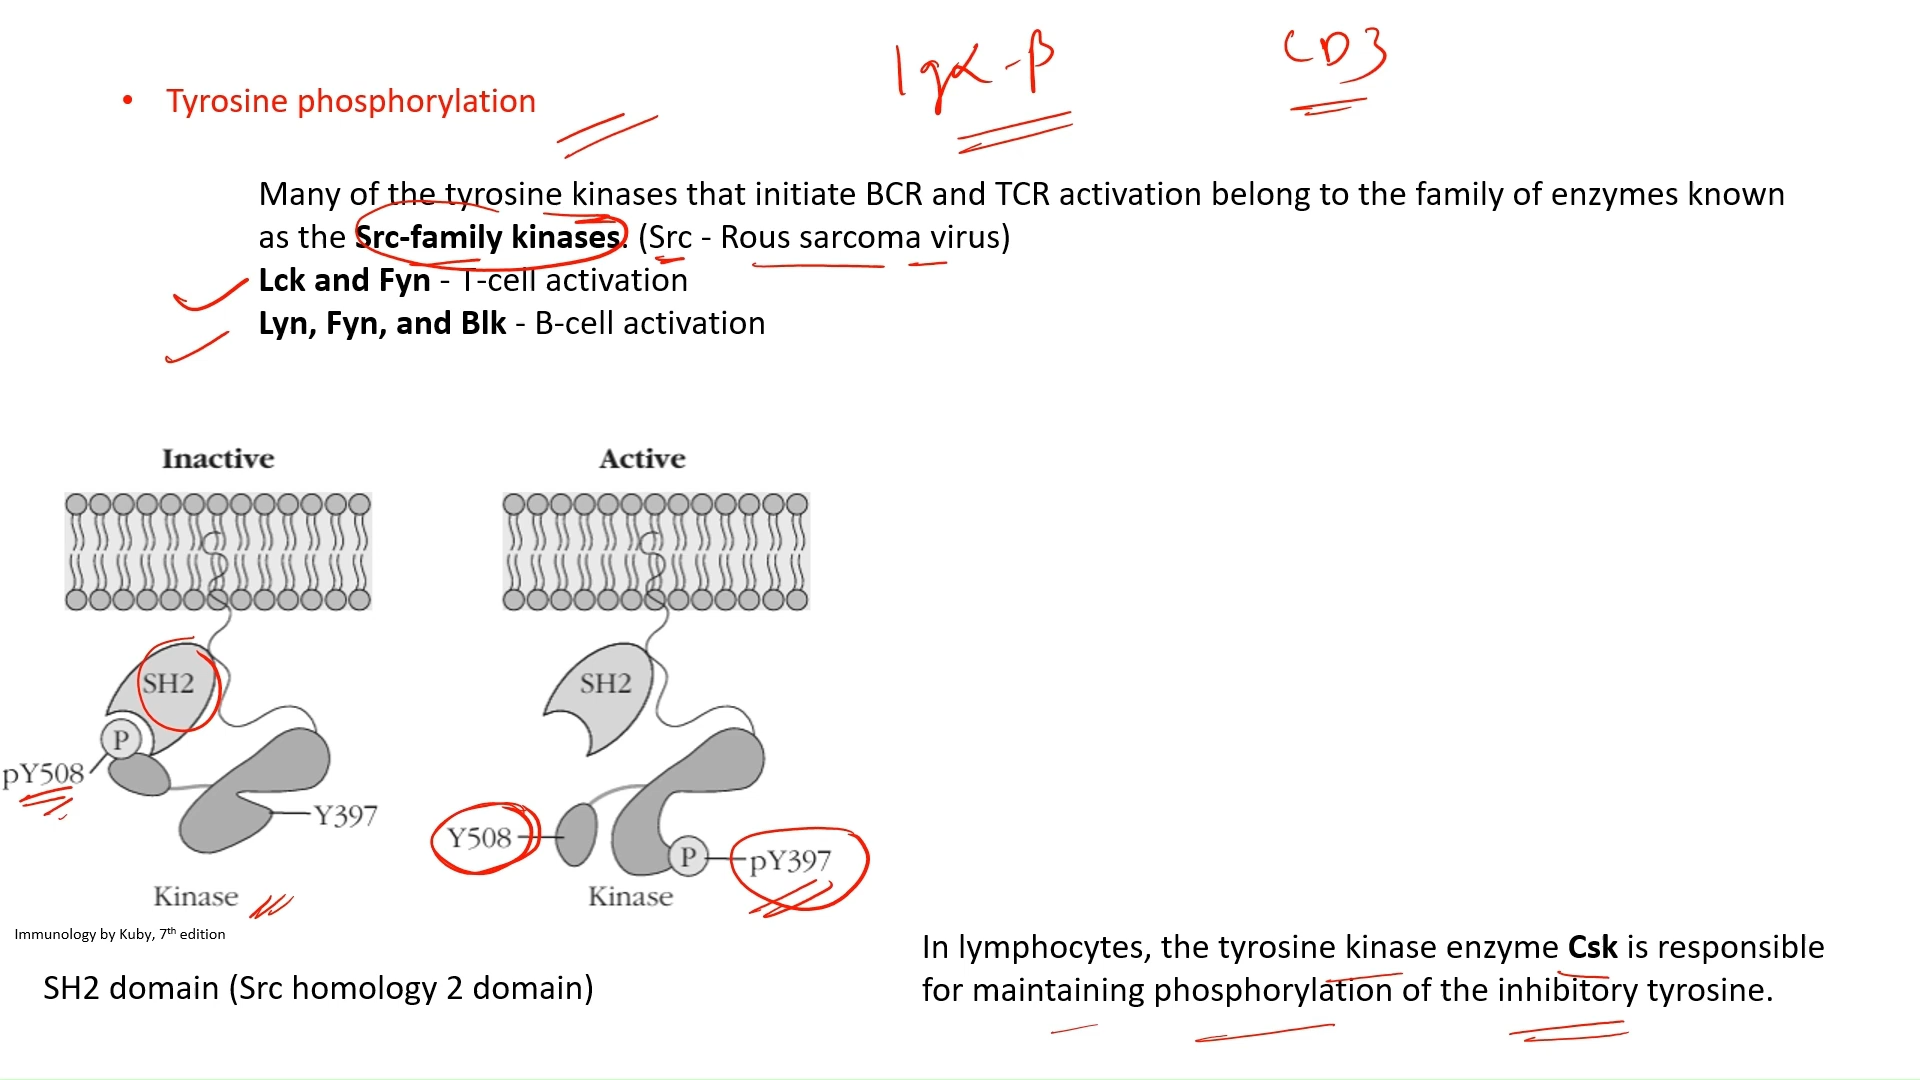 Igα-β
CD3
• Tyrosine phosphorylation
Many of the tyrosine kinases that initiate BCR and TCR activation belong to the family of enzymes known
as the Src-family kinases. (Src - Rous sarcoma virus)
Lck and Fyn - T-cell activation
Lyn, Fyn, and Blk - B-cell activation
Inactive
Active
SH2
SH2
P
pY508
Y397
Y508
P
pY397
Kinase
Kinase
Immunology by Kuby, 7th edition
SH2 domain (Src homology 2 domain)
In lymphocytes, the tyrosine kinase enzyme Csk is responsible
for maintaining phosphorylation of the inhibitory tyrosine.